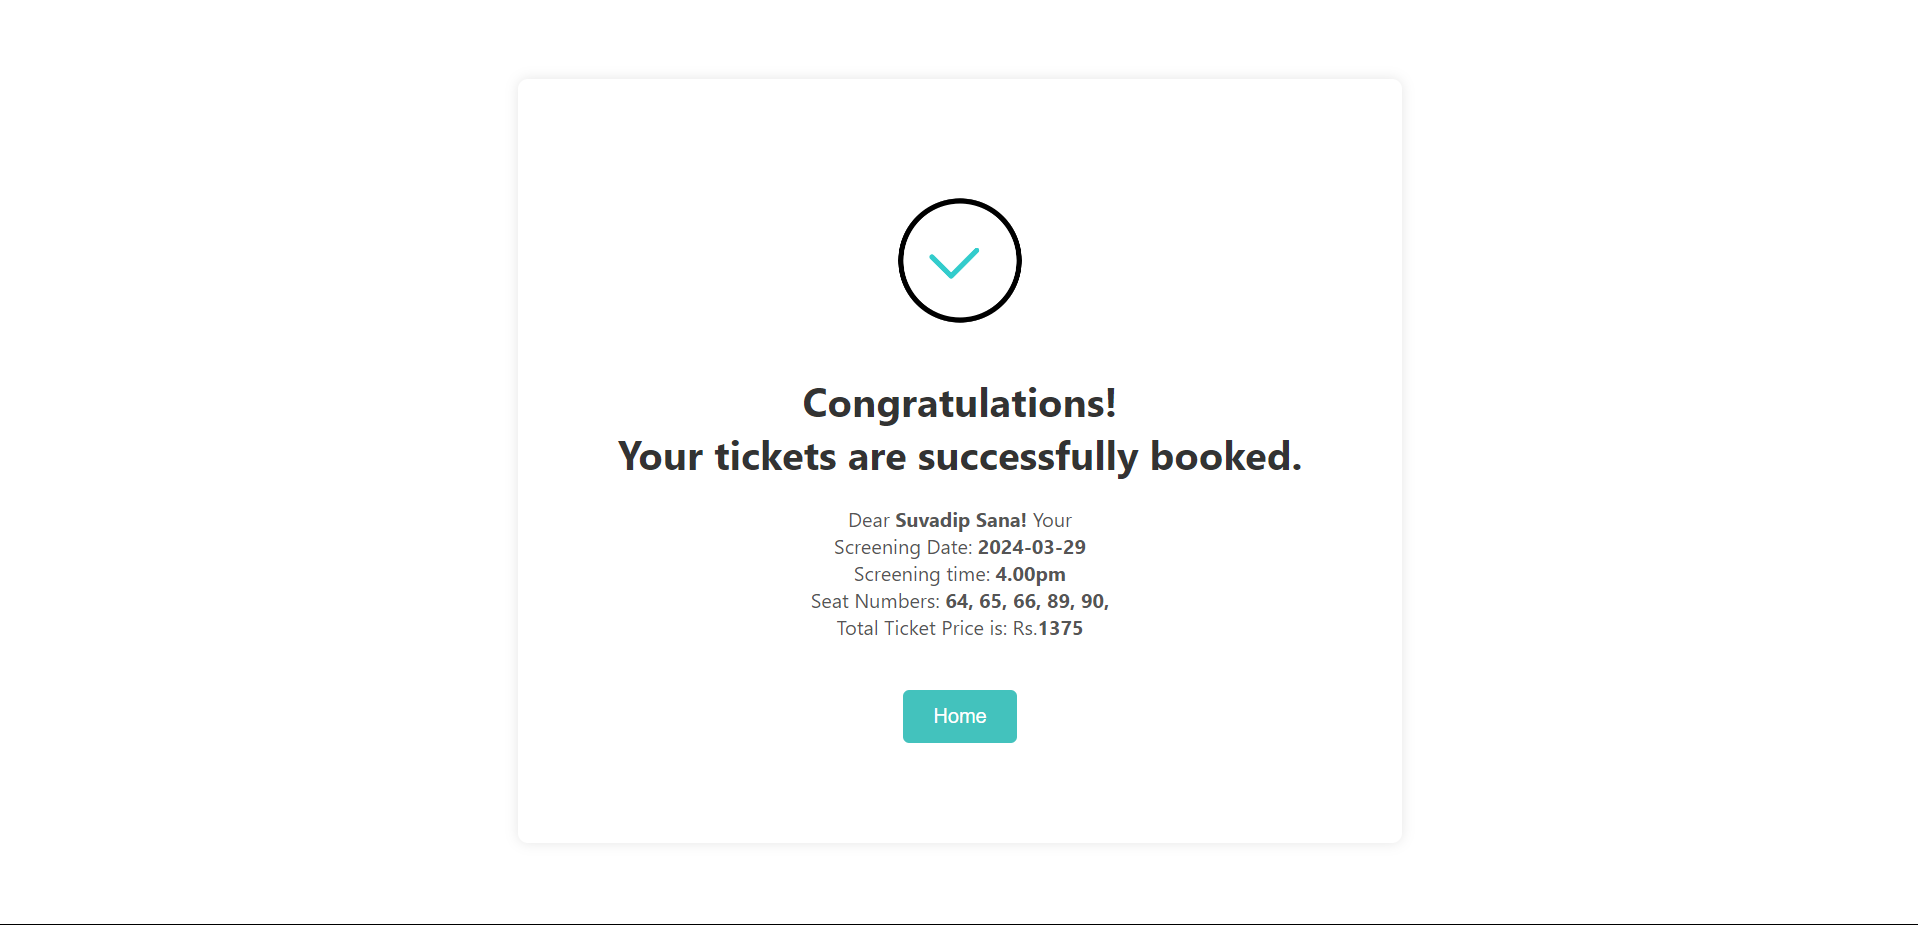 Congratulations!
Your tickets are successfully booked.
Dear Suvadip Sana! Your
Screening Date: 2024-03-29
Screening time: 4.00pm
Seat Numbers: 64, 65, 66, 89, 90,
Total Ticket Price is: Rs.1375
Home